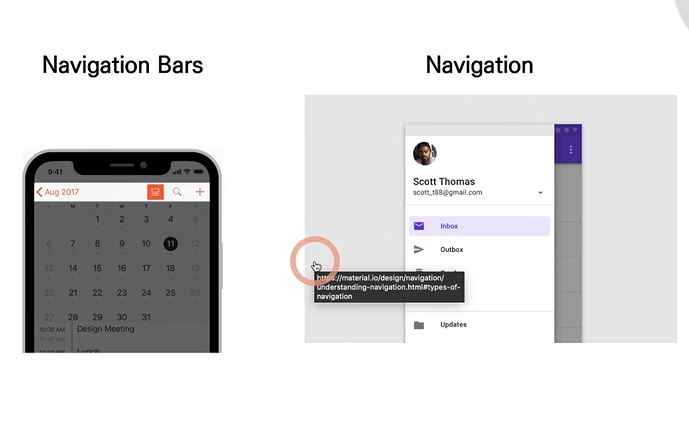 Navigation Bars
Navigation
9:41
Aug 2017
S M T W T F S
1 2 3 4 5
6 7 8 9 10 11 12
13 14 15 16 17 18 19
20 21 22 23 24 25 26
27 28 29 30 31
10:00 AM Design Meeting
Lunch
Scott Thomas
scott_t88@gmail.com
Inbox
Outbox
https://material.io/design/navigation/
understanding-navigation.html#types-of-
navigation
Updates